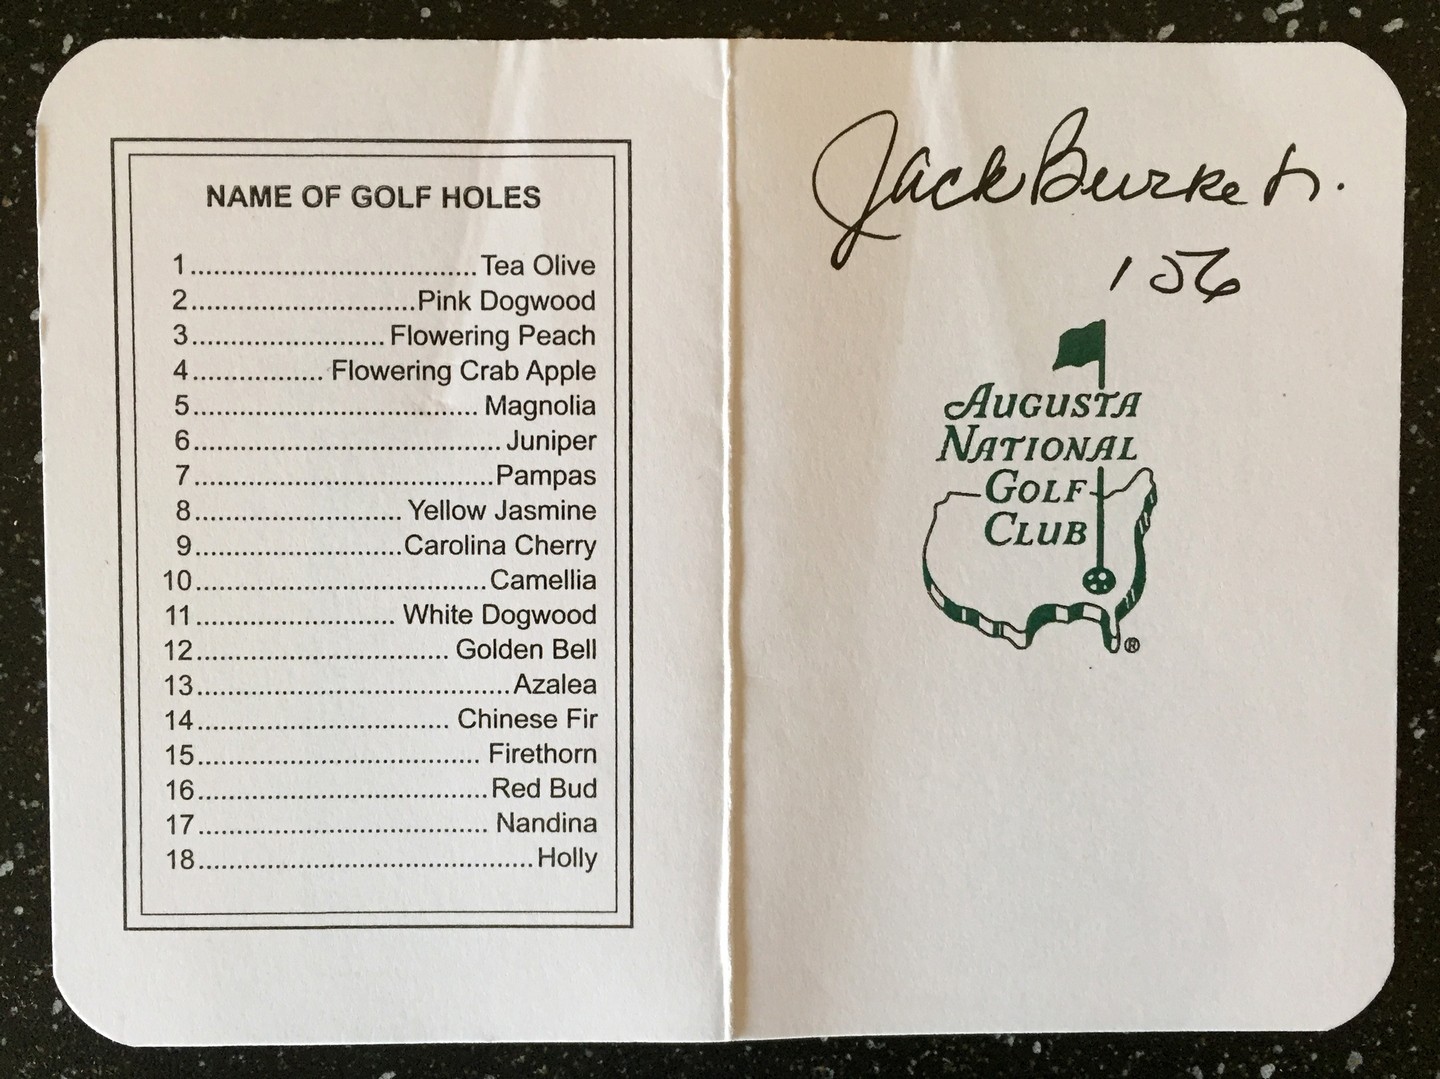 NAME OF GOLF HOLES
1....................................Tea Olive
2............................Pink Dogwood
3........................Flowering Peach
4.................Flowering Crab Apple
5....................................Magnolia
6.......................................Juniper
7......................................Pampas
8..........................Yellow Jasmine
9..........................Carolina Cherry
10.....................................Camellia
11.........................White Dogwood
12................................Golden Bell
13........................................Azalea
14................................Chinese Fir
15....................................Firethorn
16.....................................Red Bud
17.....................................Nandina
18...........................................Holly
Jack Burke Jr.
'56
AUGUSTA
NATIONAL
GOLF
CLUB
®